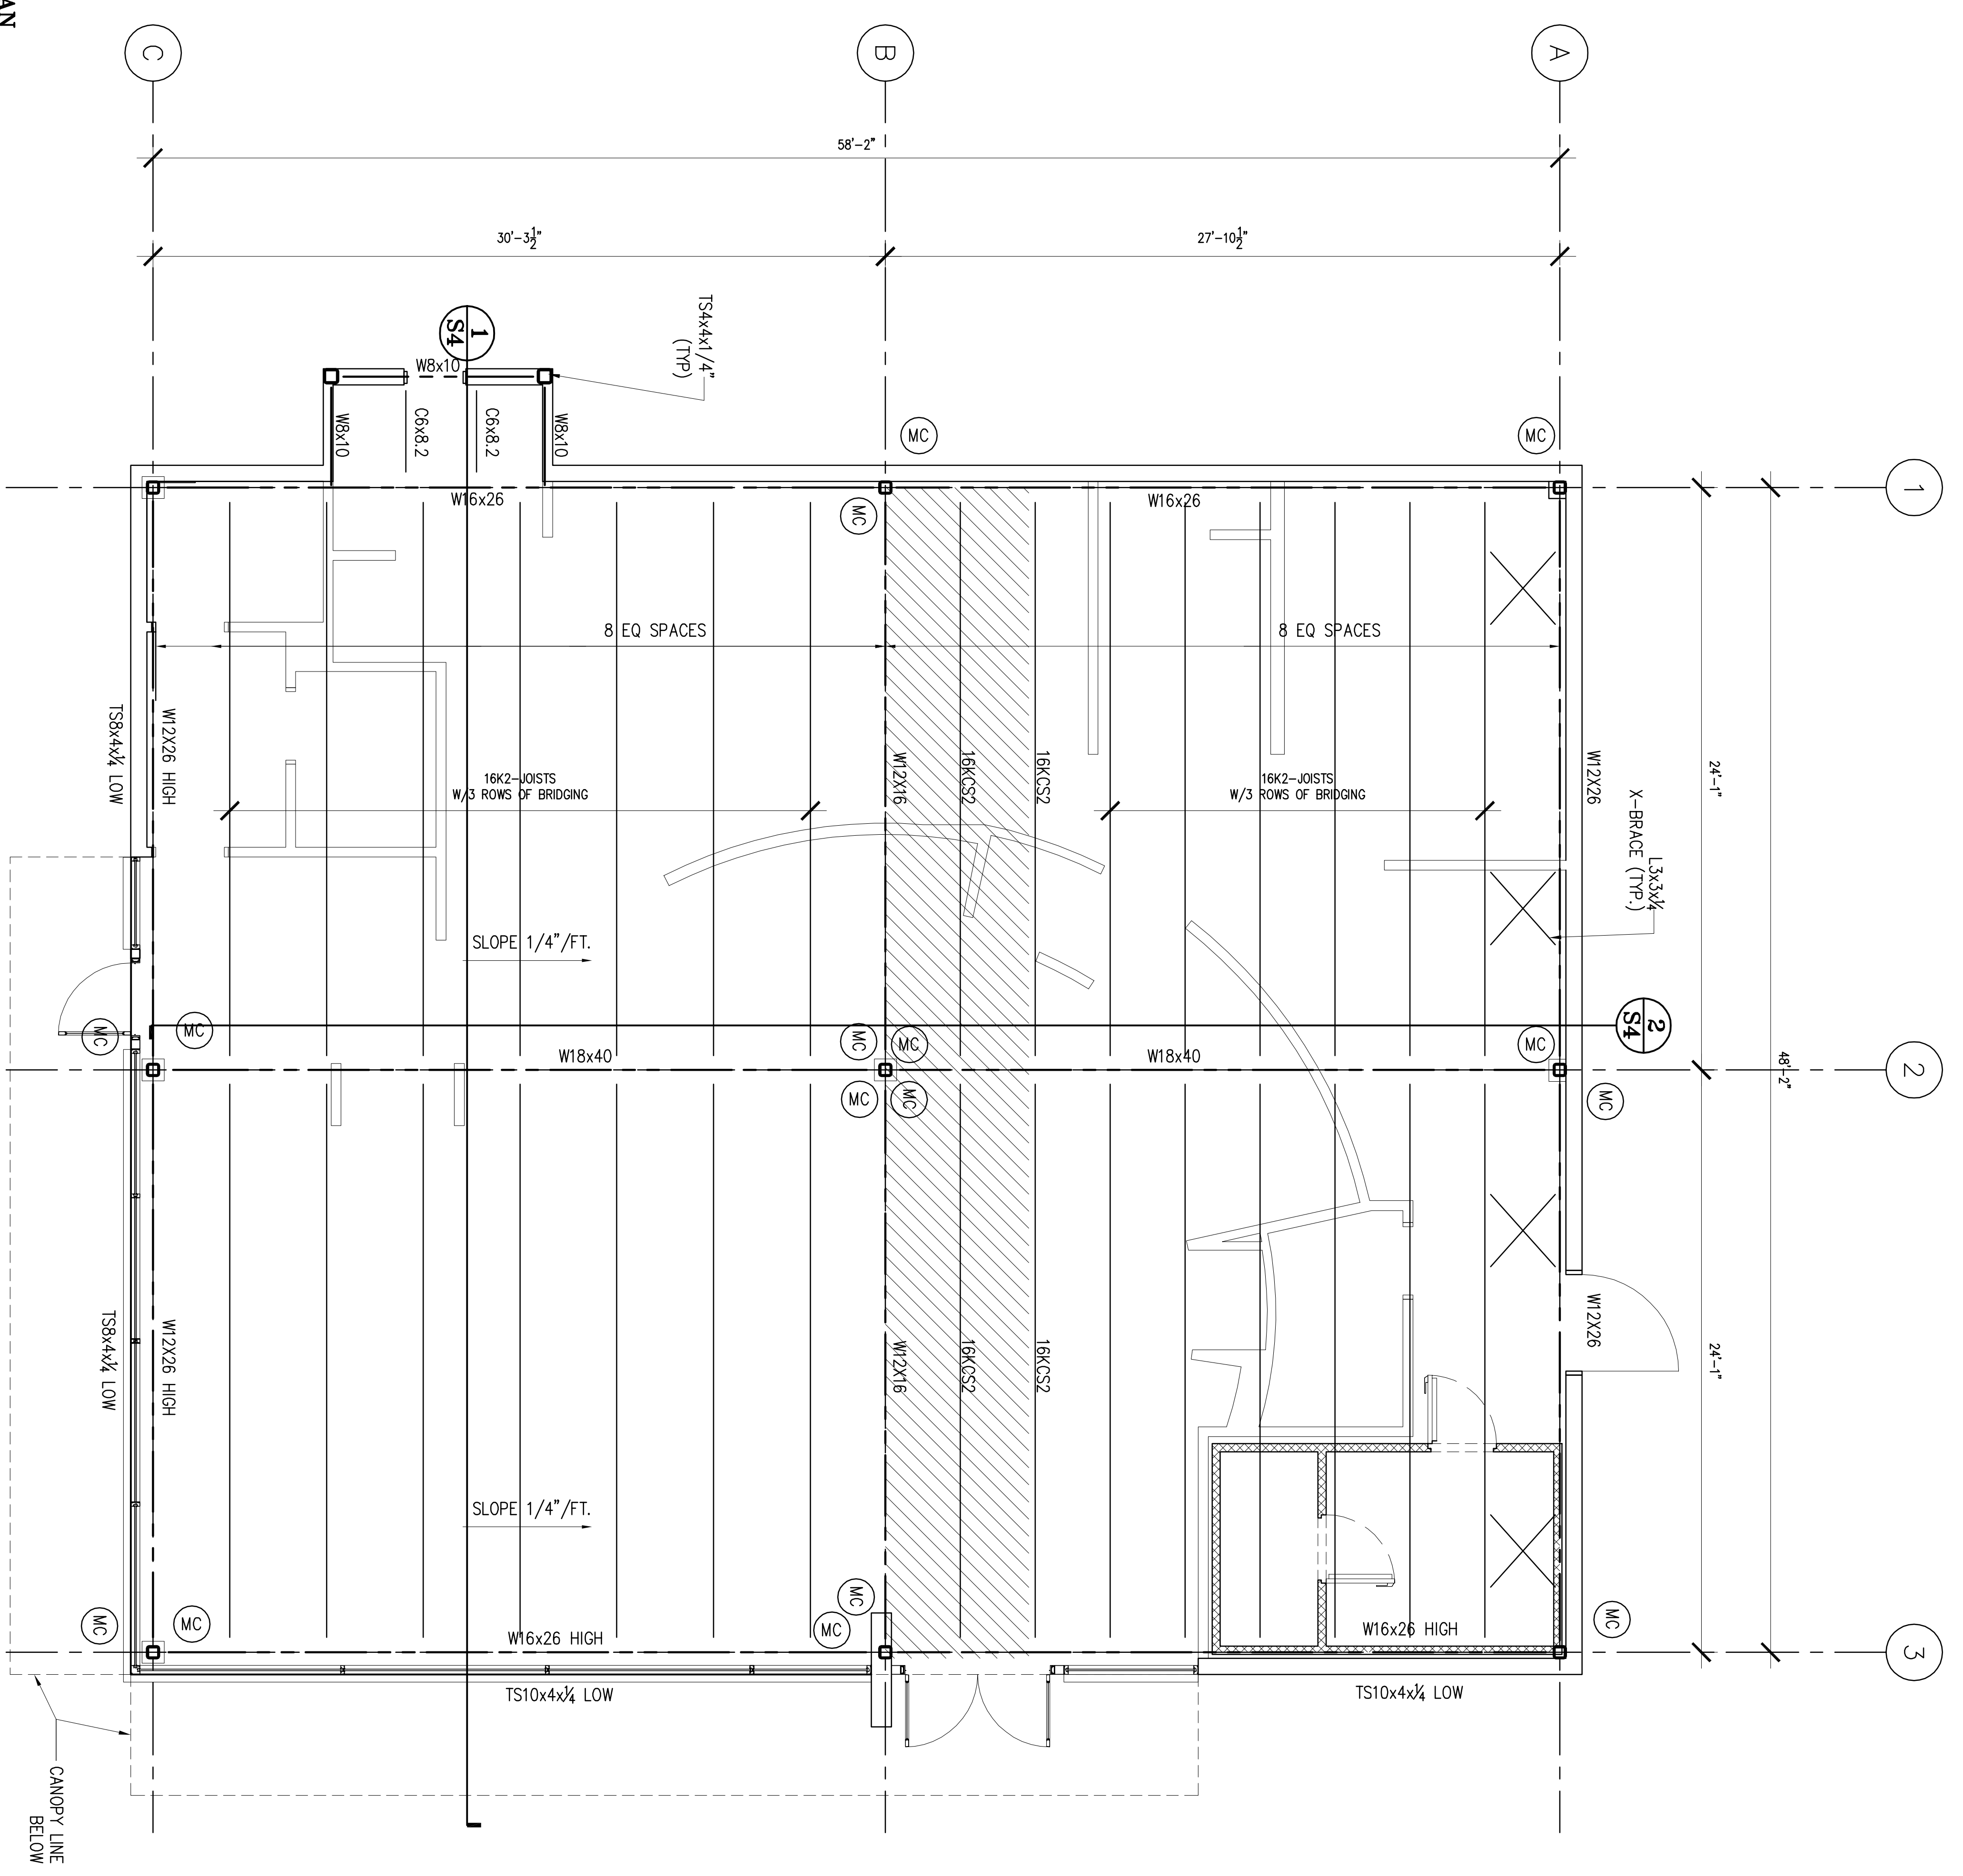 AN
C
B
A
58'-2"
30'-3½"
27'-10½"
TS4x4x1/4"
(TYP)
1
S4
W8x10
W8x10
C6x8.2
C6x8.2
W8x10
MC
MC
1
W16x26
MC
W16x26
8 EQ SPACES
8 EQ SPACES
TS8x4x¼ LOW
W12X26 HIGH
16K2-JOISTS
W/3 ROWS OF BRIDGING
W12X16
16KCS2
16KCS2
16K2-JOISTS
W/3 ROWS OF BRIDGING
W12X26
24'-1"
L3x3x¼
X-BRACE (TYP.)
SLOPE 1/4"/FT.
2
S4
MC
MC
MC
MC
MC
W18x40
W18x40
48'-2"
2
MC
MC
MC
TS8x4x¼ LOW
W12X26 HIGH
W12X16
16KCS2
16KCS2
W12X26
24'-1"
SLOPE 1/4"/FT.
MC
MC
MC
MC
MC
W16x26 HIGH
W16x26 HIGH
3
TS10x4x¼ LOW
TS10x4x¼ LOW
CANOPY LINE
BELOW